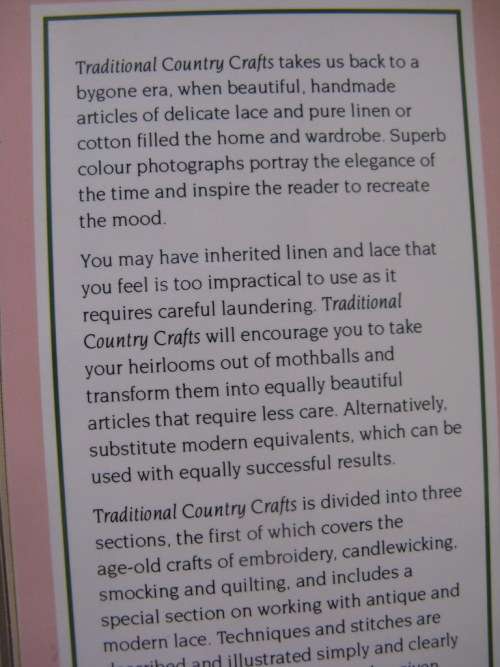 Traditional Country Crafts takes us back to a
bygone era, when beautiful, handmade
articles of delicate lace and pure linen or
cotton filled the home and wardrobe. Superb
colour photographs portray the elegance of
the time and inspire the reader to recreate
the mood.
You may have inherited linen and lace that
you feel is too impractical to use as it
requires careful laundering. Traditional
Country Crafts will encourage you to take
your heirlooms out of mothballs and
transform them into equally beautiful
articles that require less care. Alternatively,
substitute modern equivalents, which can be
used with equally successful results.
Traditional Country Crafts is divided into three
sections, the first of which covers the
age-old crafts of embroidery, candlewicking,
smocking and quilting, and includes a
special section on working with antique and
modern lace. Techniques and stitches are
described and illustrated simply and clearly